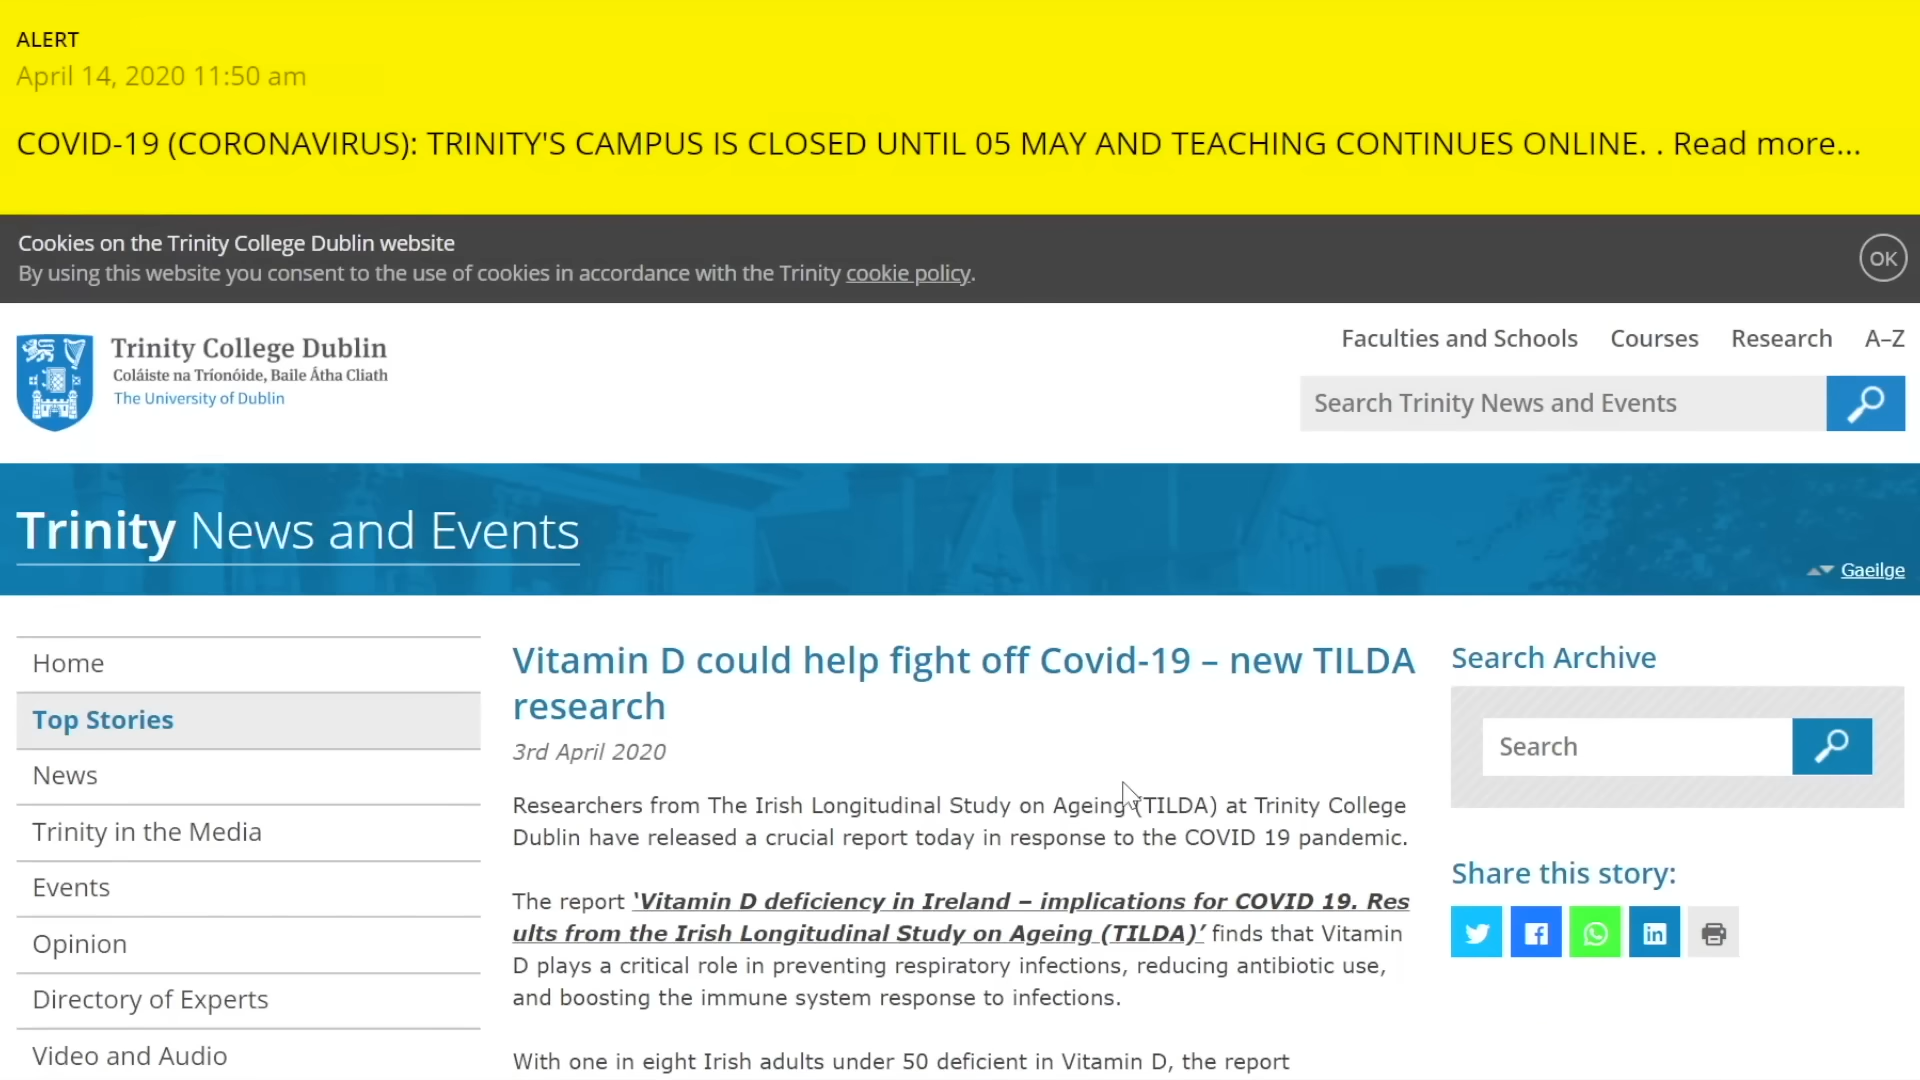 ALERT
April 14, 2020 11:50 am
COVID-19 (CORONAVIRUS): TRINITY'S CAMPUS IS CLOSED UNTIL 05 MAY AND TEACHING CONTINUES ONLINE. . Read more...
Cookies on the Trinity College Dublin website
By using this website you consent to the use of cookies in accordance with the Trinity cookie policy.
OK
Trinity College Dublin
Coláiste na Tríonóide, Baile Átha Cliath
The University of Dublin
Faculties and Schools Courses Research A–Z
Search Trinity News and Events
Trinity News and Events
Gaeilge
Home
Top Stories
News
Trinity in the Media
Events
Opinion
Directory of Experts
Video and Audio
Vitamin D could help fight off Covid-19 – new TILDA
research
3rd April 2020
Researchers from The Irish Longitudinal Study on Ageing (TILDA) at Trinity College
Dublin have released a crucial report today in response to the COVID 19 pandemic.
The report ‘Vitamin D deficiency in Ireland – implications for COVID 19. Res
ults from the Irish Longitudinal Study on Ageing (TILDA)’ finds that Vitamin
D plays a critical role in preventing respiratory infections, reducing antibiotic use,
and boosting the immune system response to infections.
With one in eight Irish adults under 50 deficient in Vitamin D, the report
Search Archive
Search
Share this story: